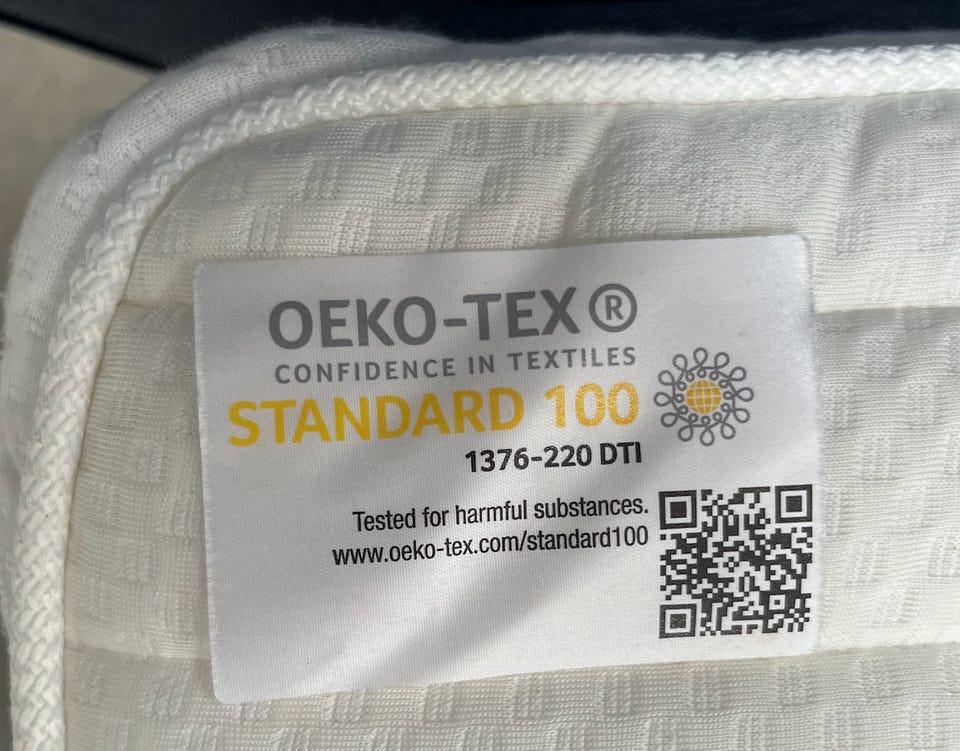 OEKO-TEX®
CONFIDENCE IN TEXTILES
STANDARD 100
1376-220 DTI
Tested for harmful substances.
www.oeko-tex.com/standard100